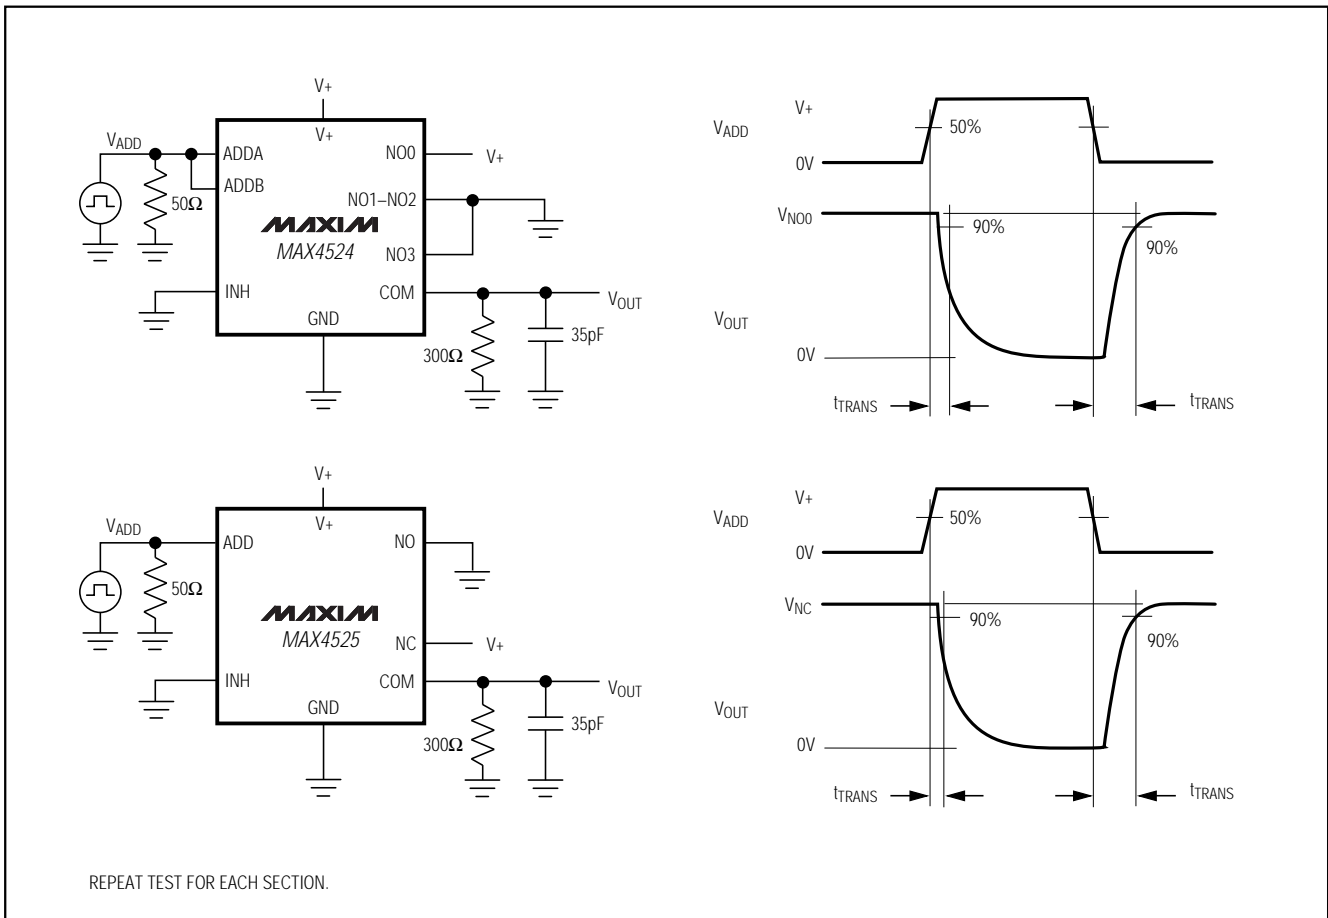 V+
V+
VADD
ADDA
NO0
V+
ADDB
50Ω
NO1–NO2
MAXIM
MAX4524
NO3
INH
COM
VOUT
GND
300Ω
35pF
V+
VADD
50%
0V
VNO0
90%
90%
VOUT
0V
tTRANS
tTRANS
V+
V+
VADD
ADD
NO
50Ω
MAXIM
MAX4525
NC
V+
INH
COM
VOUT
GND
300Ω
35pF
V+
VADD
50%
0V
VNC
90%
90%
VOUT
0V
tTRANS
tTRANS
REPEAT TEST FOR EACH SECTION.